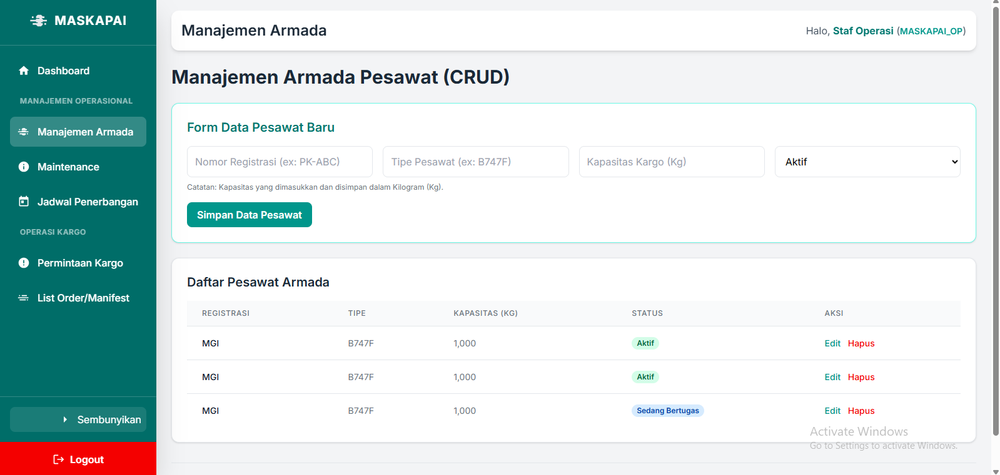 MASKAPAI
Dashboard
MANAJEMEN OPERASIONAL
Manajemen Armada
Maintenance
Jadwal Penerbangan
OPERASI KARGO
Permintaan Kargo
List Order/Manifest
Sembunyikan
Logout
Manajemen Armada
Halo, Staf Operasi (MASKAPAI_OP)
Manajemen Armada Pesawat (CRUD)
Form Data Pesawat Baru
Nomor Registrasi (ex: PK-ABC) Tipe Pesawat (ex: B747F) Kapasitas Kargo (Kg) Aktif
Catatan: Kapasitas yang dimasukkan dan disimpan dalam Kilogram (Kg).
Simpan Data Pesawat
Daftar Pesawat Armada
REGISTRASI TIPE KAPASITAS (KG) STATUS AKSI
MGI B747F 1,000 Aktif Edit Hapus
MGI B747F 1,000 Aktif Edit Hapus
MGI B747F 1,000 Sedang Bertugas Edit Hapus
Activate Windows
Go to Settings to activate Windows.